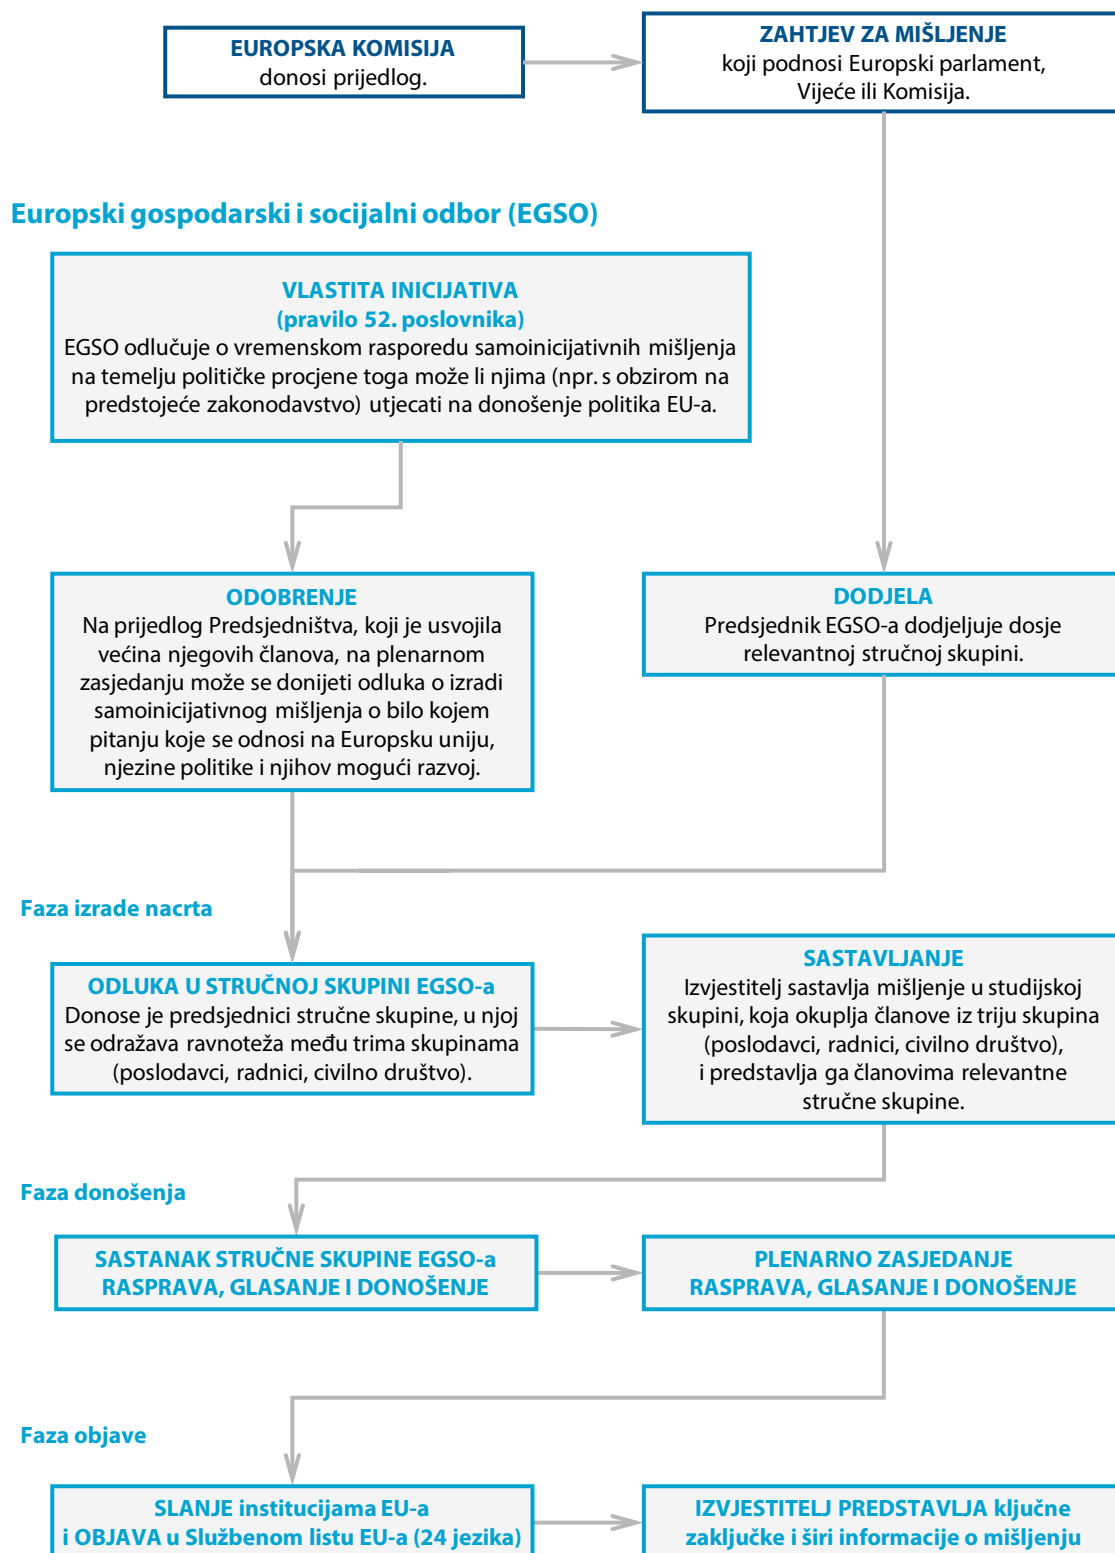 EUROPSKA KOMISIJA
donosi prijedlog.
ZAHTJEV ZA MIŠLJENJE
koji podnosi Europski parlament,
Vijeće ili Komisija.
Europski gospodarski i socijalni odbor (EGSO)
VLASTITA INICIJATIVA
(pravilo 52. poslovnika)
EGSO odlučuje o vremenskom rasporedu samoinicijativnih mišljenja
na temelju političke procjene toga može li njima (npr. s obzirom na
predstojeće zakonodavstvo) utjecati na donošenje politika EU-a.
ODOBRENJE
Na prijedlog Predsjedništva, koji je usvojila
većina njegovih članova, na plenarnom
zasjedanju može se donijeti odluka o izradi
samoinicijativnog mišljenja o bilo kojem
pitanju koje se odnosi na Europsku uniju,
njezine politike i njihov mogući razvoj.
DODJELA
Predsjednik EGSO-a dodjeljuje dosje
relevantnoj stručnoj skupini.
Faza izrade nacrta
ODLUKA U STRUČNOJ SKUPINI EGSO-a
Donose je predsjednici stručne skupine, u njoj
se odražava ravnoteža među trima skupinama
(poslodavci, radnici, civilno društvo).
SASTAVLJANJE
Izvjestitelj sastavlja mišljenje u studijskoj
skupini, koja okuplja članove iz triju skupina
(poslodavci, radnici, civilno društvo),
i predstavlja ga članovima relevantne
stručne skupine.
Faza donošenja
SASTANAK STRUČNE SKUPINE EGSO-a
RASPRAVA, GLASANJE I DONOŠENJE
PLENARNO ZASJEDANJE
RASPRAVA, GLASANJE I DONOŠENJE
Faza objave
SLANJE institucijama EU-a
i OBJAVA u Službenom listu EU-a (24 jezika)
IZVJESTITELJ PREDSTAVLJA ključne
zaključke i širi informacije o mišljenju